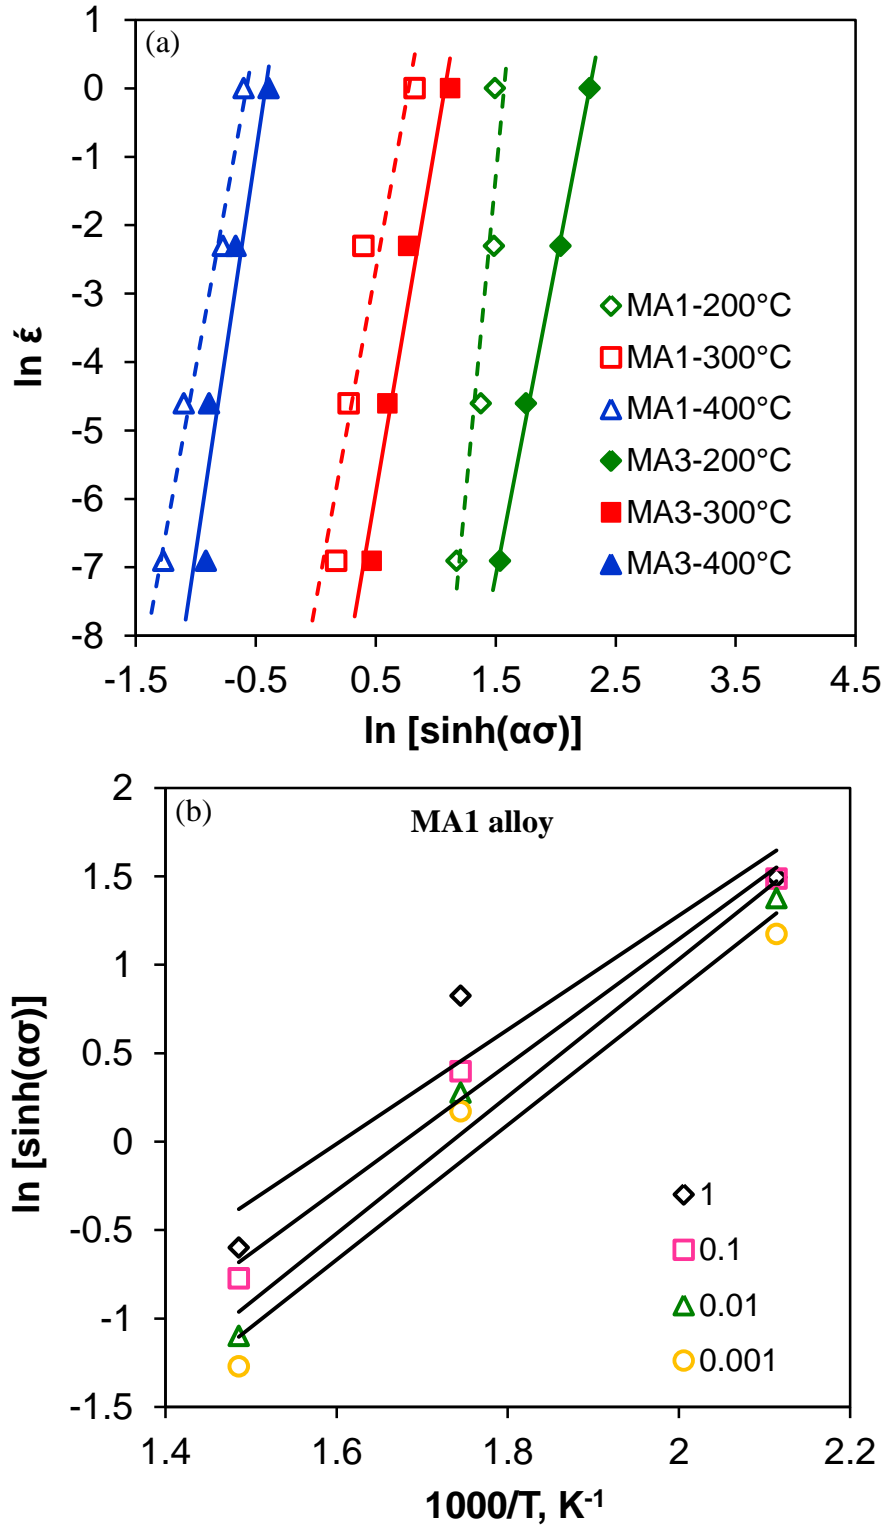 (a)
1
0
-1
-2
-3
-4
-5
-6
-7
-8
ln έ
MA1-200°C
MA1-300°C
MA1-400°C
MA3-200°C
MA3-300°C
MA3-400°C
-1.5 -0.5 0.5 1.5 2.5 3.5 4.5
ln [sinh(ασ)]
(b)
MA1 alloy
2
1.5
1
0.5
0
-0.5
-1
-1.5
ln [sinh(ασ)]
1
0.1
0.01
0.001
1.4 1.6 1.8 2 2.2
1000/T, K⁻¹